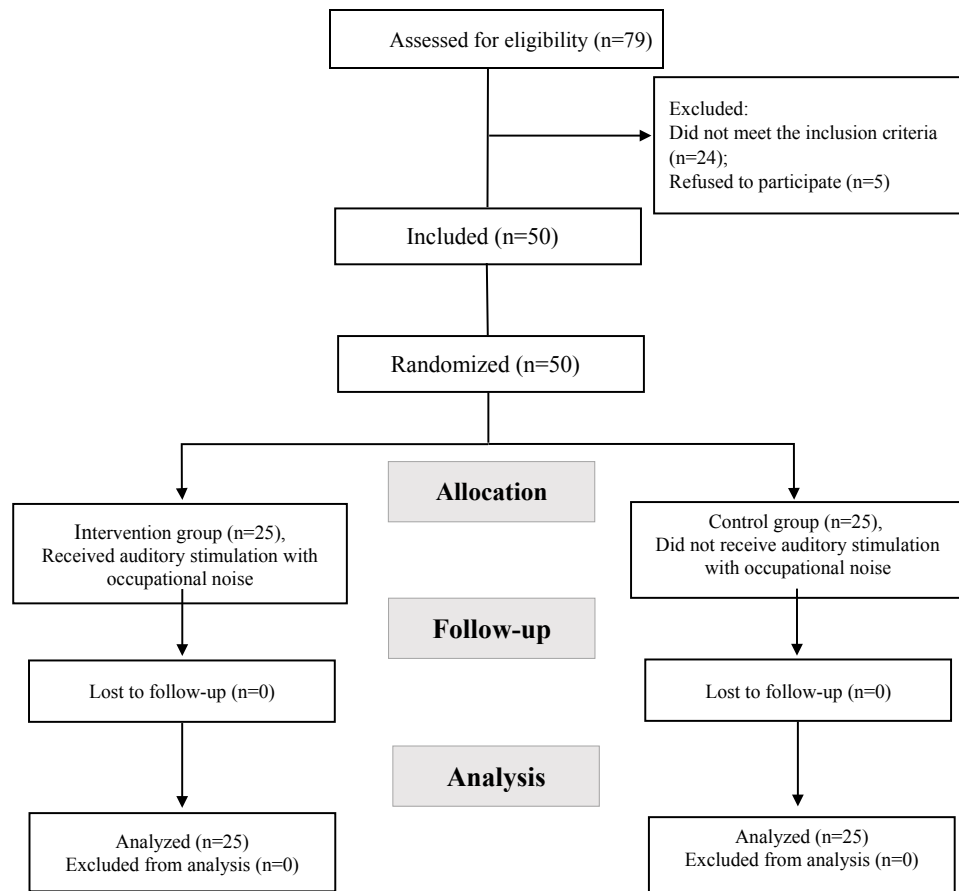 Assessed for eligibility (n=79)
Excluded:
Did not meet the inclusion criteria
(n=24);
Refused to participate (n=5)
Included (n=50)
Randomized (n=50)
Allocation
Intervention group (n=25),
Received auditory stimulation with
occupational noise
Control group (n=25),
Did not receive auditory stimulation
with occupational noise
Follow-up
Lost to follow-up (n=0)
Lost to follow-up (n=0)
Analysis
Analyzed (n=25)
Excluded from analysis (n=0)
Analyzed (n=25)
Excluded from analysis (n=0)